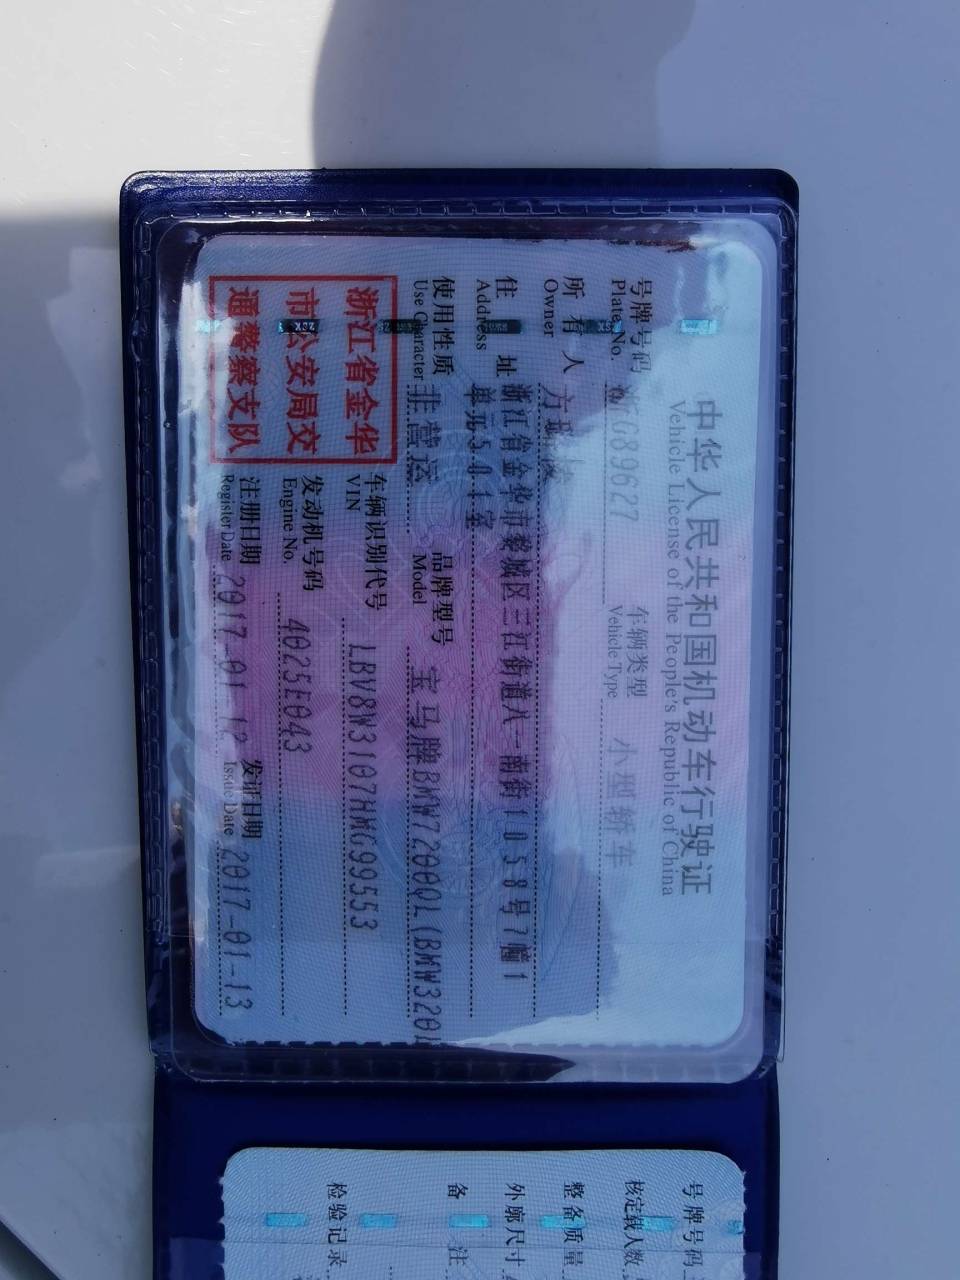 中华人民共和国机动车行驶证
Vehicle License of the People's Republic of China
号牌号码 浙G89627 车辆类型 小型轿车
Plate No. Vehicle Type
所有人 方
Owner
住址 浙江省金华市婺城区三江街道八一南街1058号7幢1
Address 单元504室
使用性质 非营运 品牌型号 宝马牌BMW7200QL(BMW320L
Use Character Model
浙江省金华
市公安局交
通警察支队
车辆识别代号 LBV8W3107HMG99553
VIN
发动机号码 4025E043
Engine No.
注册日期 2017-01-12 发证日期 2017-01-13
Register Date Issue Date
号牌号码
核定载人数
整备质量
外廓尺寸
备注
检验记录